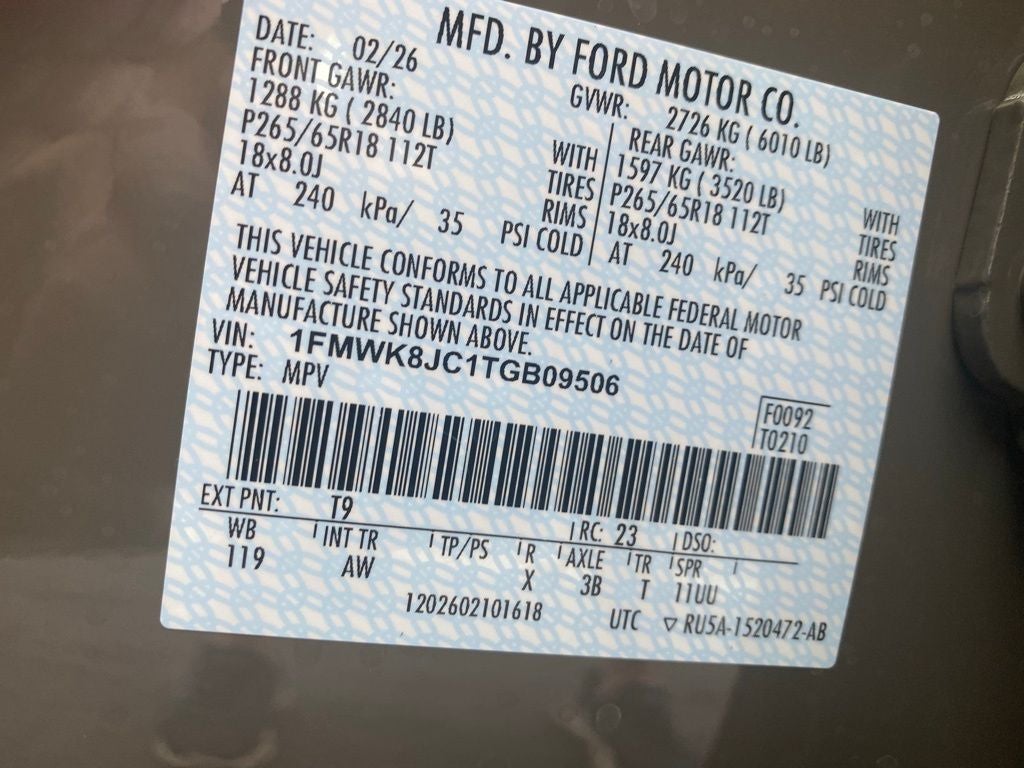 MFD. BY FORD MOTOR CO.
DATE: 02/26 GVWR: 2726 KG ( 6010 LB)
FRONT GAWR: REAR GAWR:
1288 KG ( 2840 LB) WITH 1597 KG ( 3520 LB) WITH
P265/65R18 112T TIRES P265/65R18 112T TIRES
18x8.0J RIMS 18x8.0J RIMS
AT 240 kPa/ 35 PSI COLD AT 240 kPa/ 35 PSI COLD
THIS VEHICLE CONFORMS TO ALL APPLICABLE FEDERAL MOTOR
VEHICLE SAFETY STANDARDS IN EFFECT ON THE DATE OF
MANUFACTURE SHOWN ABOVE.
VIN: 1FMWK8JC1TGB09506
TYPE: MPV
F0092
T0210
EXT PNT: T9 RC: 23 DSO:
WB INT TR TP/PS R AXLE TR SPR
119 AW X 3B T 11UU
1202602101618 UTC ▽ RU5A-1520472-AB